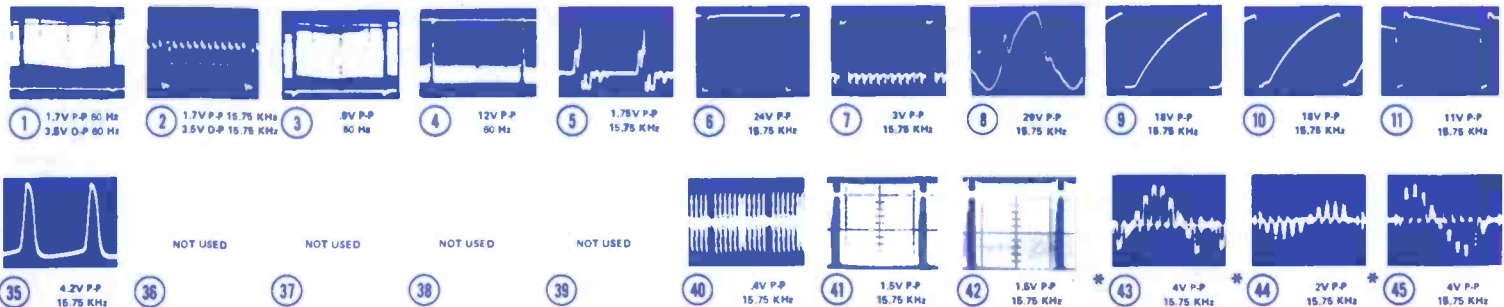 1 1.7V P-P 60 Hz
3.5V O-P 60 Hz
2 1.7V P-P 15.75 KHz
3.5V O-P 15.75 KHz
3 .9V P-P
60 Hz
4 12V P-P
60 Hz
5 1.75V P-P
15.75 KHz
6 24V P-P
15.75 KHz
7 3V P-P
15.75 KHz
8 29V P-P
15.75 KHz
9 18V P-P
15.75 KHz
10 18V P-P
15.75 KHz
11 11V P-P
15.75 KHz
35 4.2V P-P
15.75 KHz
NOT USED
36
NOT USED
37
NOT USED
38
NOT USED
39
40 .4V P-P
15.75 KHz
41 1.5V P-P
15.75 KHz
42 1.6V P-P
15.75 KHz
* 43 4V P-P
15.75 KHz
* 44 2V P-P
15.75 KHz
* 45 4V P-P
15.75 KHz